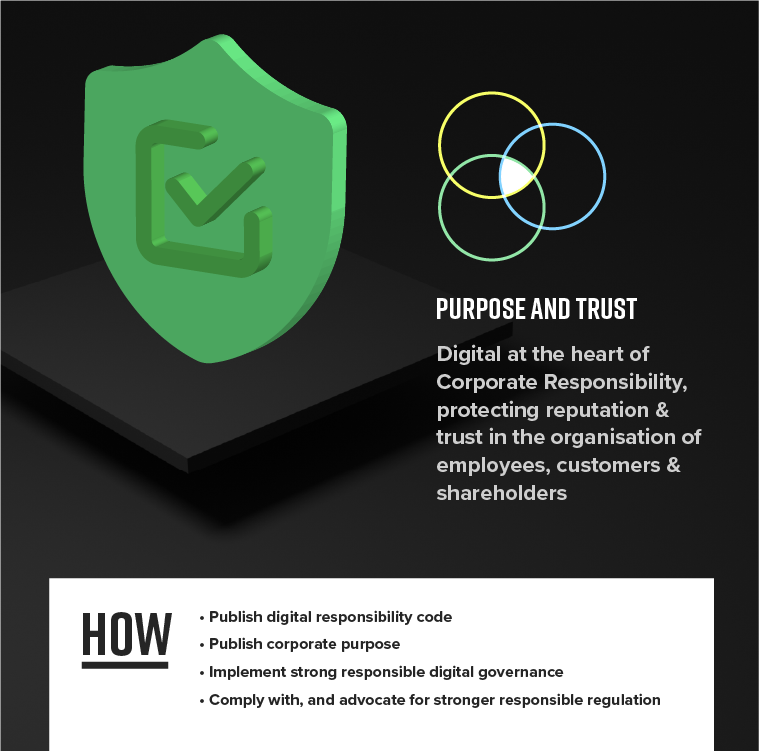 PURPOSE AND TRUST
Digital at the heart of
Corporate Responsibility,
protecting reputation &
trust in the organisation of
employees, customers &
shareholders
HOW
• Publish digital responsibility code
• Publish corporate purpose
• Implement strong responsible digital governance
• Comply with, and advocate for stronger responsible regulation